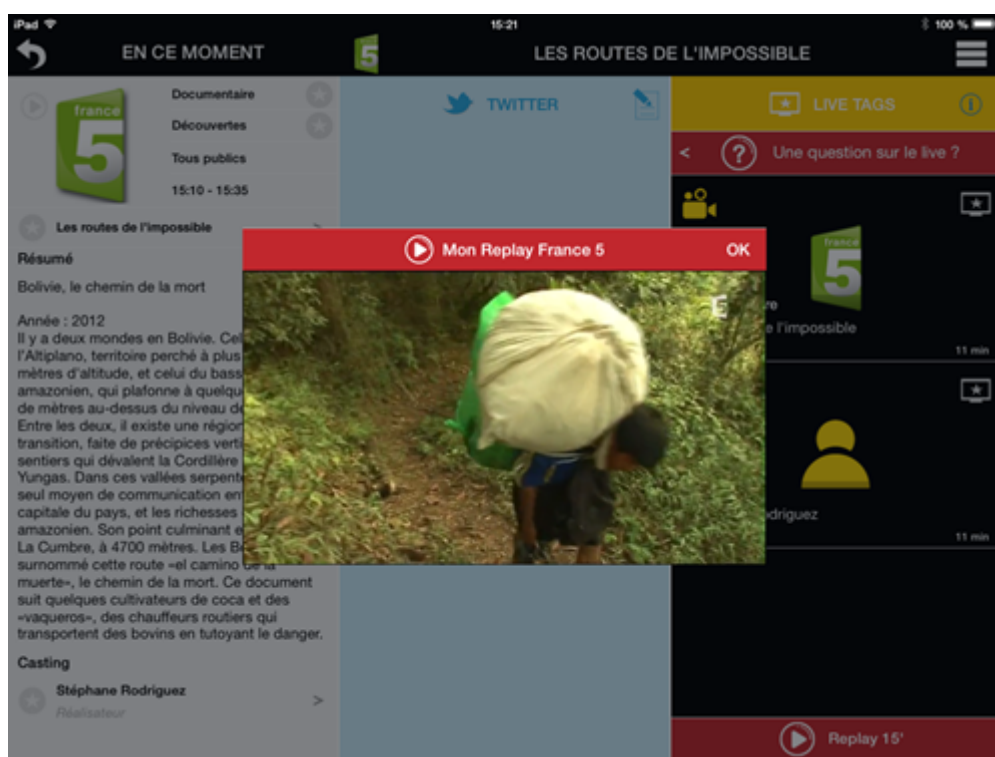 iPad 15:21 100 %
EN CE MOMENT
5
LES ROUTES DE L'IMPOSSIBLE
france
5
Documentaire
Découvertes
Tous publics
15:10 - 15:35
Les routes de l'impossible >
Résumé
Bolivie, le chemin de la mort
Année : 2012
Il y a deux mondes en Bolivie. Cel
l'Altiplano, territoire perché à plus
mètres d'altitude, et celui du bass
amazonien, qui plafonne à quelqu
de mètres au-dessus du niveau de
Entre les deux, il existe une région
transition, faite de précipices verti
sentiers qui dévalent la Cordillère
Yungas. Dans ces vallées serpente
seul moyen de communication en
capitale du pays, et les richesses
amazonien. Son point culminant e
La Cumbre, à 4700 mètres. Les B
surnommé cette route «el camino de la
muerte», le chemin de la mort. Ce document
suit quelques cultivateurs de coca et des
«vaqueros», des chauffeurs routiers qui
transportent des bovins en tutoyant le danger.
Casting
Stéphane Rodriguez >
Réalisateur
TWITTER
Mon Replay France 5 OK
5
LIVE TAGS i
< ? Une question sur le live ?
france
5
re
l'impossible
11 min
driguez
11 min
Replay 15'